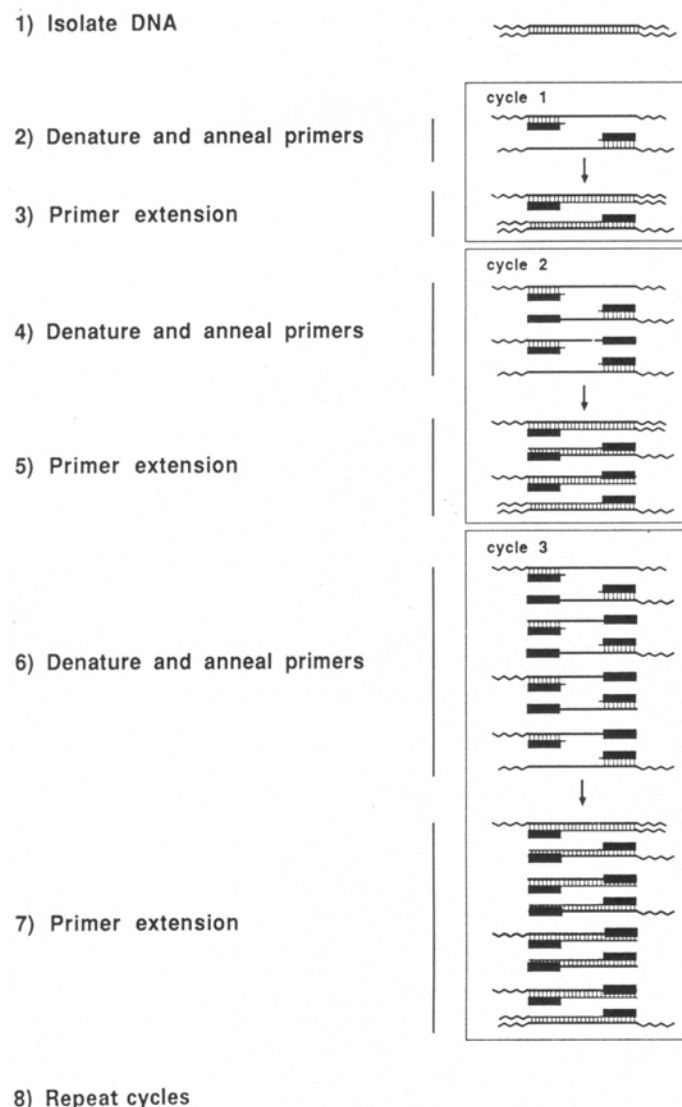 1) Isolate DNA
cycle 1
2) Denature and anneal primers
3) Primer extension
cycle 2
4) Denature and anneal primers
5) Primer extension
cycle 3
6) Denature and anneal primers
7) Primer extension
8) Repeat cycles